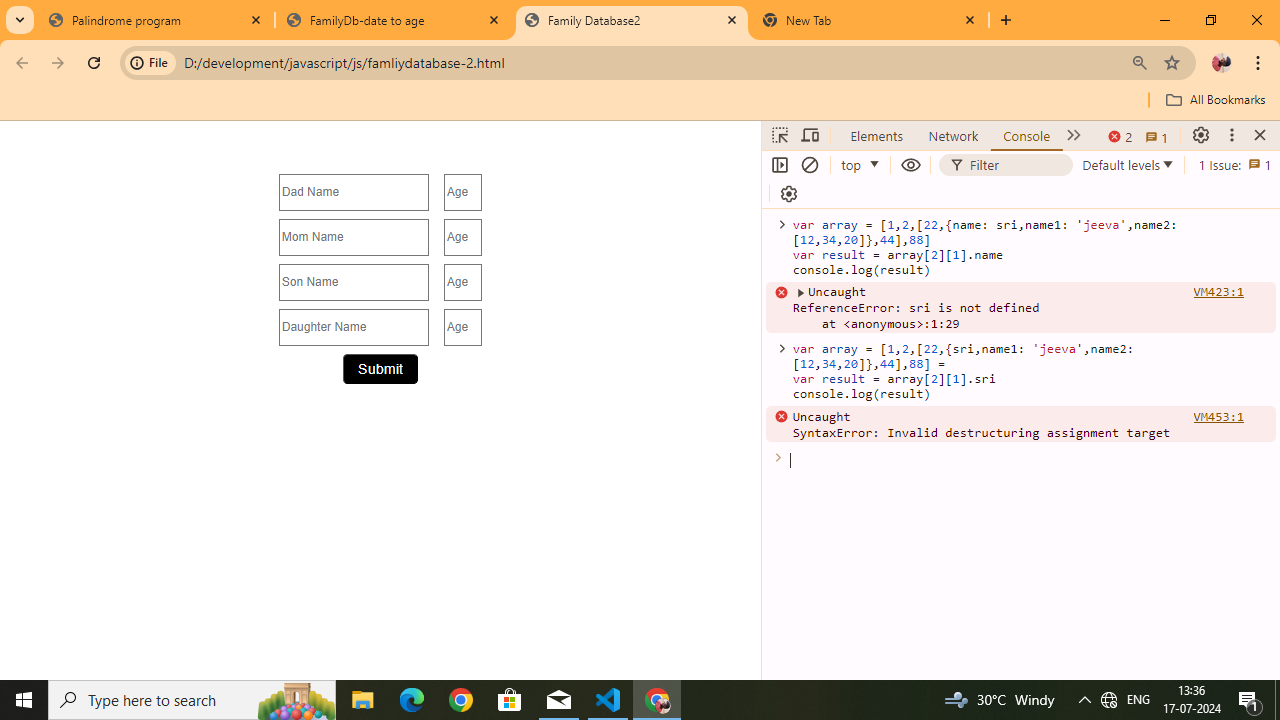 Palindrome program
FamilyDb-date to age
Family Database2
New Tab
File
D:/development/javascript/js/famliydatabase-2.html
All Bookmarks
Dad Name
Age
Mom Name
Age
Son Name
Age
Daughter Name
Age
Submit
Elements
Network
Console
2
1
top
Filter
Default levels
1 Issue:
1
var array = [1,2,[22,{name: sri,name1: 'jeeva',name2:
[12,34,20]},44],88]
var result = array[2][1].name
console.log(result)
Uncaught
VM423:1
ReferenceError: sri is not defined
at <anonymous>:1:29
var array = [1,2,[22,{sri,name1: 'jeeva',name2:
[12,34,20]},44],88] =
var result = array[2][1].sri
console.log(result)
Uncaught
VM453:1
SyntaxError: Invalid destructuring assignment target
Type here to search
30°C Windy
ENG
13:36
17-07-2024
1